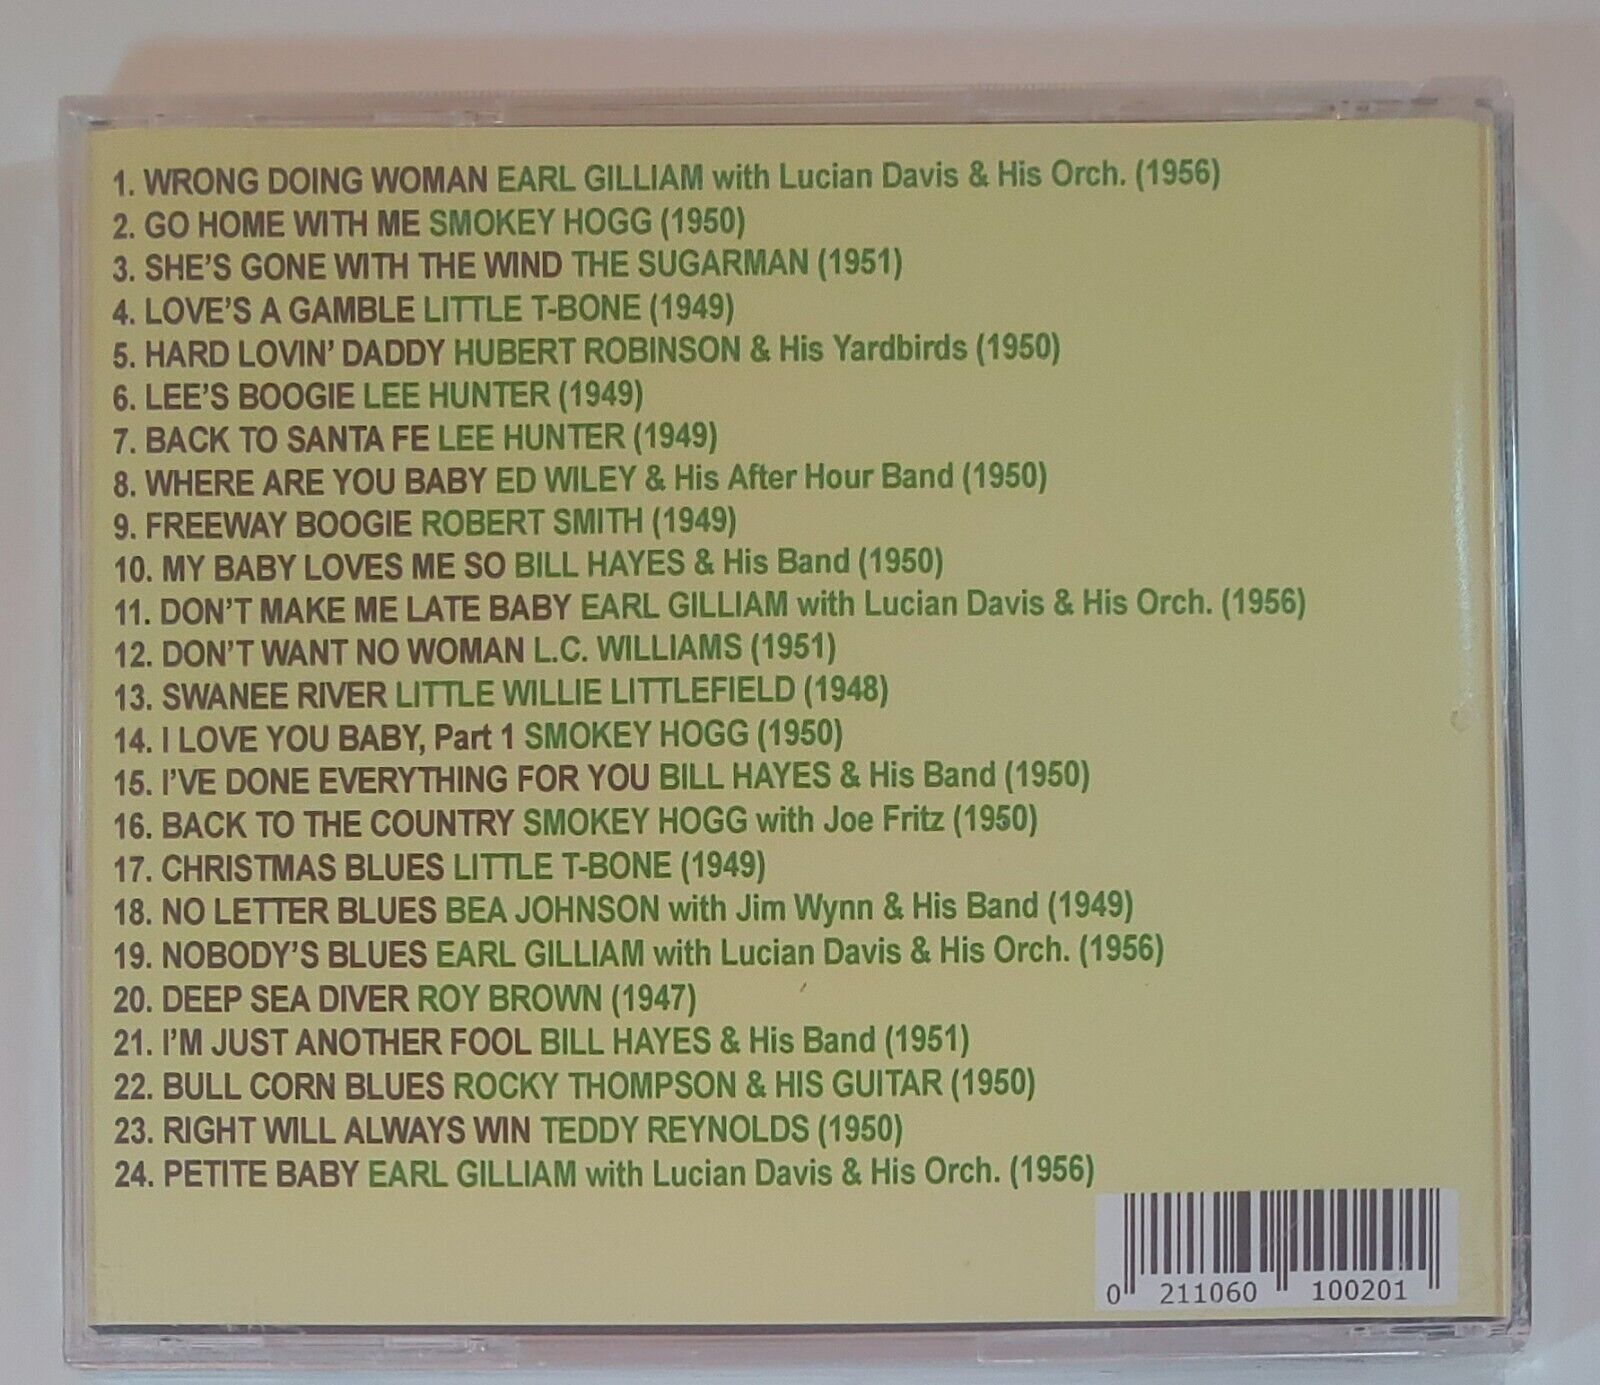 1. WRONG DOING WOMAN EARL GILLIAM with Lucian Davis & His Orch. (1956)
2. GO HOME WITH ME SMOKEY HOGG (1950)
3. SHE'S GONE WITH THE WIND THE SUGARMAN (1951)
4. LOVE'S A GAMBLE LITTLE T-BONE (1949)
5. HARD LOVIN' DADDY HUBERT ROBINSON & His Yardbirds (1950)
6. LEE'S BOOGIE LEE HUNTER (1949)
7. BACK TO SANTA FE LEE HUNTER (1949)
8. WHERE ARE YOU BABY ED WILEY & His After Hour Band (1950)
9. FREEWAY BOOGIE ROBERT SMITH (1949)
10. MY BABY LOVES ME SO BILL HAYES & His Band (1950)
11. DON'T MAKE ME LATE BABY EARL GILLIAM with Lucian Davis & His Orch. (1956)
12. DON'T WANT NO WOMAN L.C. WILLIAMS (1951)
13. SWANEE RIVER LITTLE WILLIE LITTLEFIELD (1948)
14. I LOVE YOU BABY, Part 1 SMOKEY HOGG (1950)
15. I'VE DONE EVERYTHING FOR YOU BILL HAYES & His Band (1950)
16. BACK TO THE COUNTRY SMOKEY HOGG with Joe Fritz (1950)
17. CHRISTMAS BLUES LITTLE T-BONE (1949)
18. NO LETTER BLUES BEA JOHNSON with Jim Wynn & His Band (1949)
19. NOBODY'S BLUES EARL GILLIAM with Lucian Davis & His Orch. (1956)
20. DEEP SEA DIVER ROY BROWN (1947)
21. I'M JUST ANOTHER FOOL BILL HAYES & His Band (1951)
22. BULL CORN BLUES ROCKY THOMPSON & HIS GUITAR (1950)
23. RIGHT WILL ALWAYS WIN TEDDY REYNOLDS (1950)
24. PETITE BABY EARL GILLIAM with Lucian Davis & His Orch. (1956)
0 211060 100201